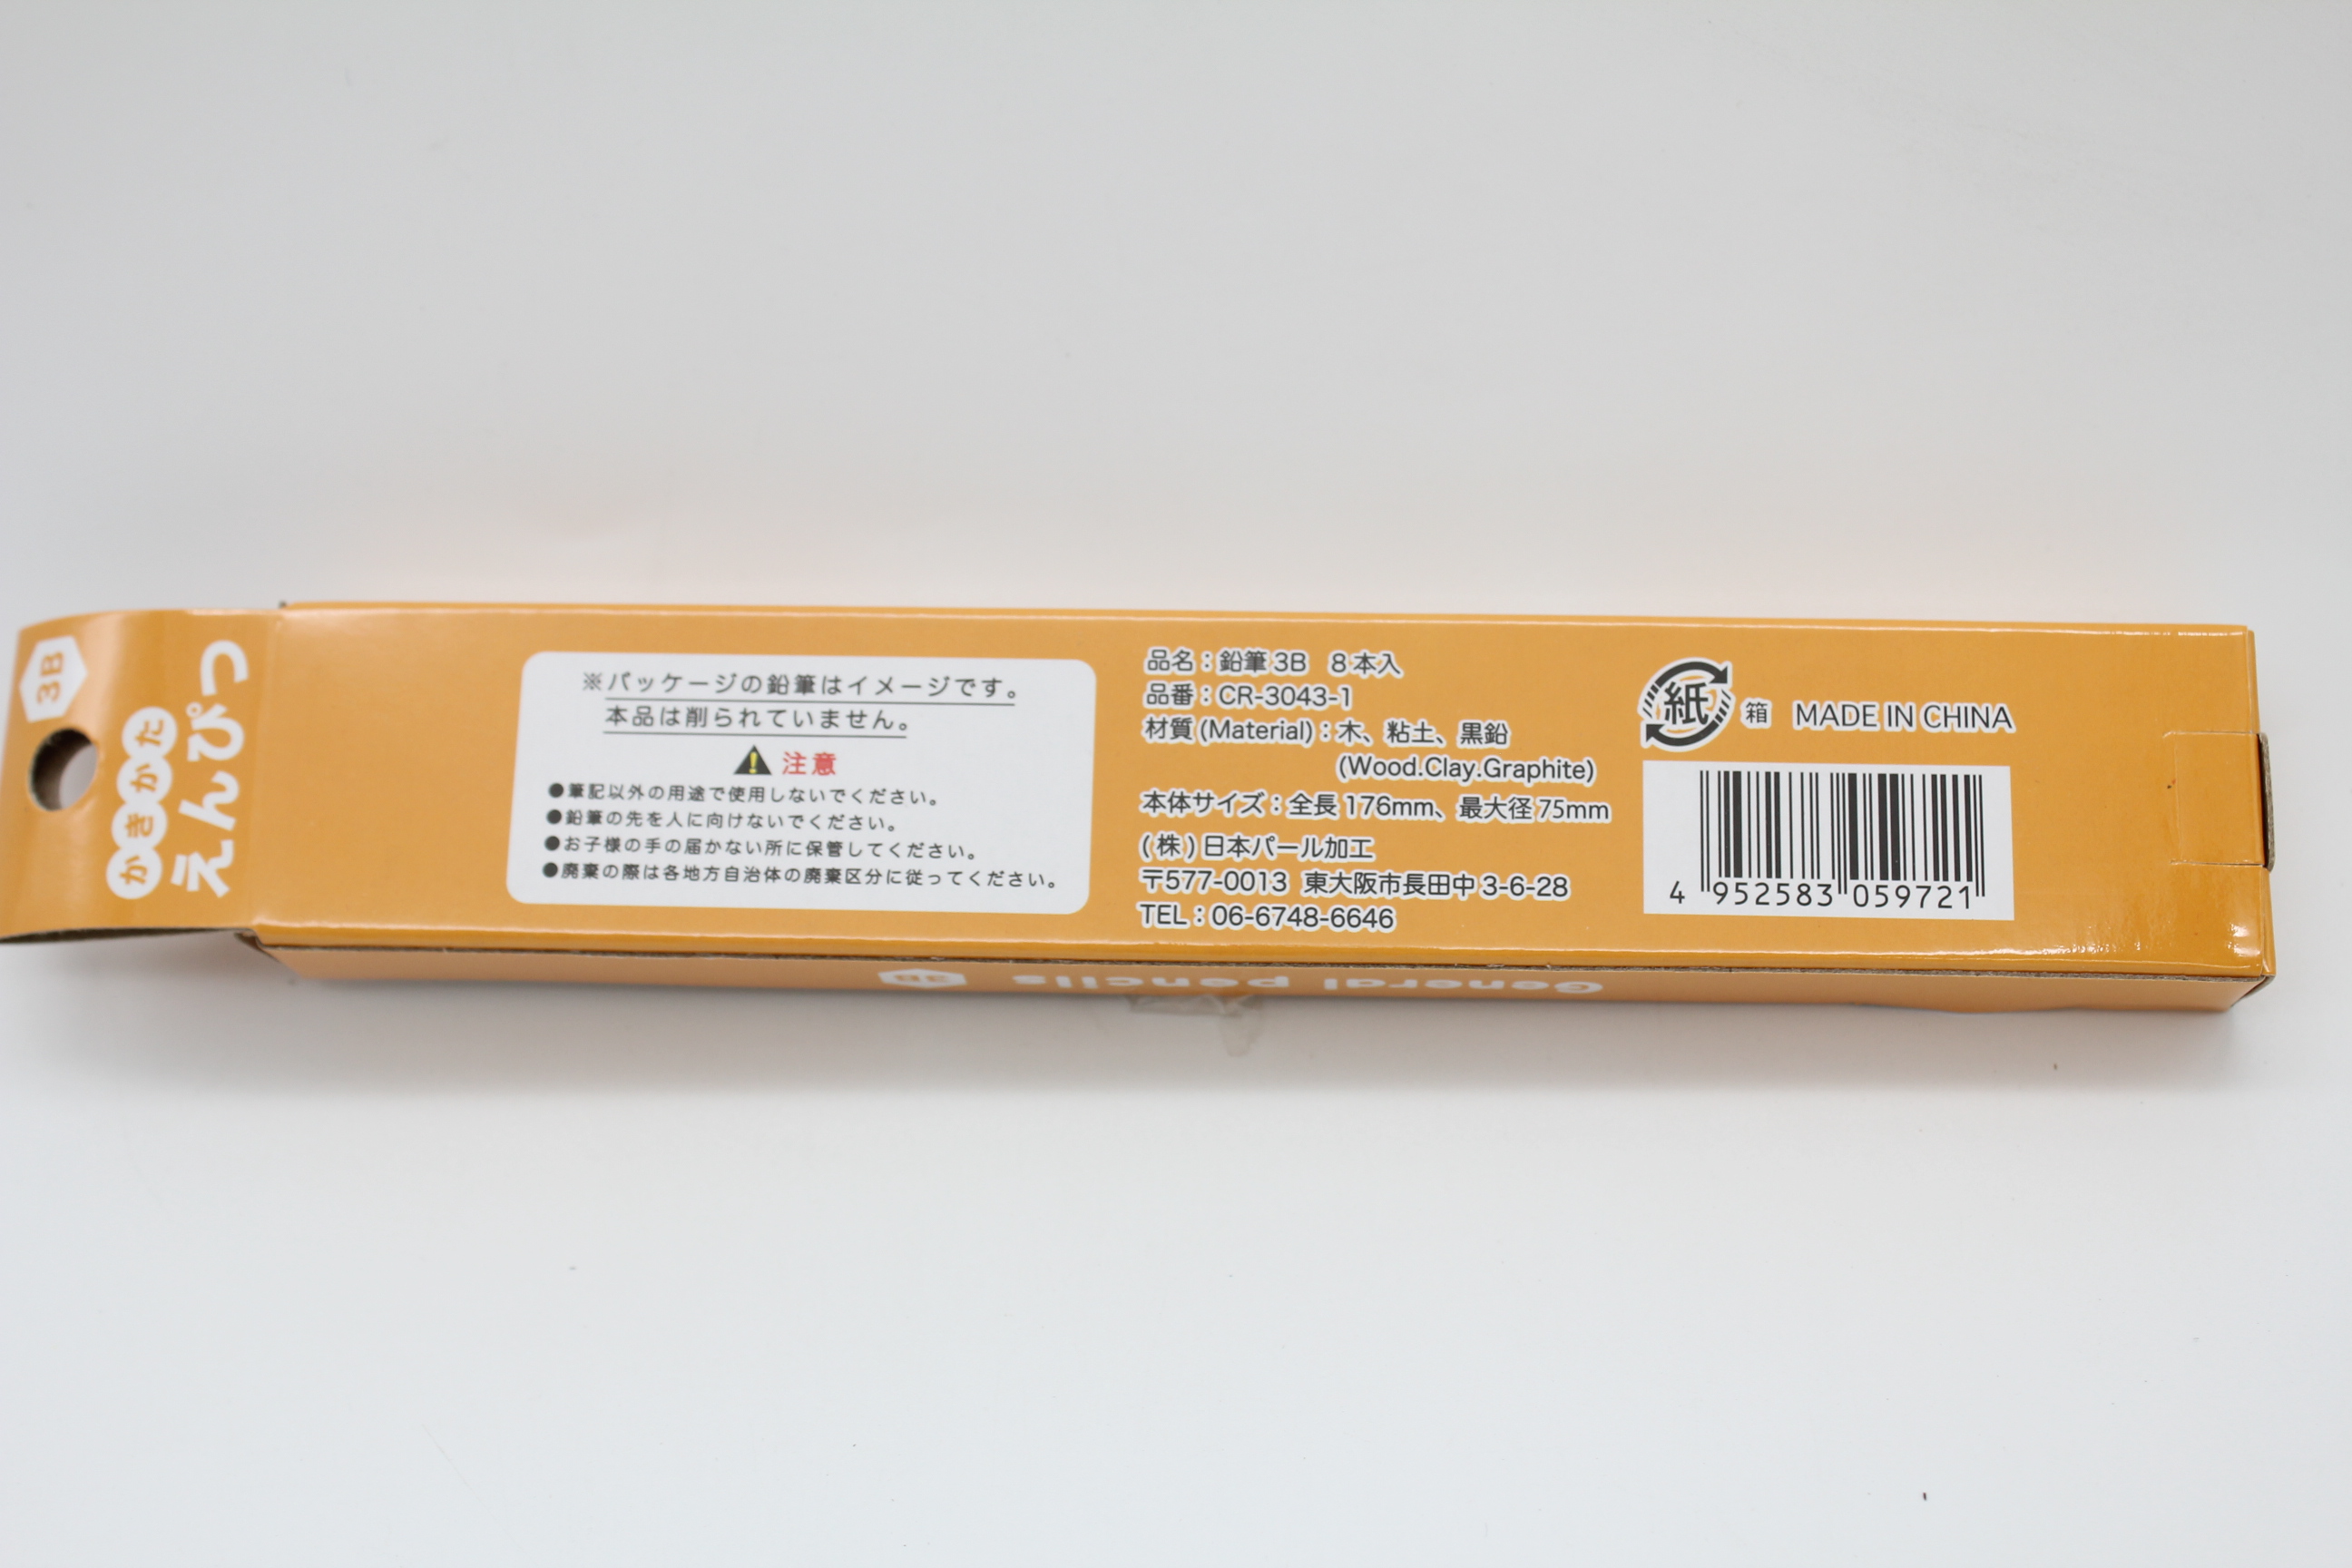 3B
かきかた
えんぴつ
※パッケージの鉛筆はイメージです。
本品は削られていません。
注意
●筆記以外の用途で使用しないでください。
●鉛筆の先を人に向けないでください。
●お子様の手の届かない所に保管してください。
●廃棄の際は各地方自治体の廃棄区分に従ってください。
品名：鉛筆3B 8本入
品番：CR-3043-1
材質(Material)：木、粘土、黒鉛
(Wood.Clay.Graphite)
本体サイズ：全長176mm、最大径75mm
(株)日本パール加工
〒577-0013 東大阪市長田中3-6-28
TEL：06-6748-6646
紙 箱 MADE IN CHINA
4 952583 059721
General pencils 3B